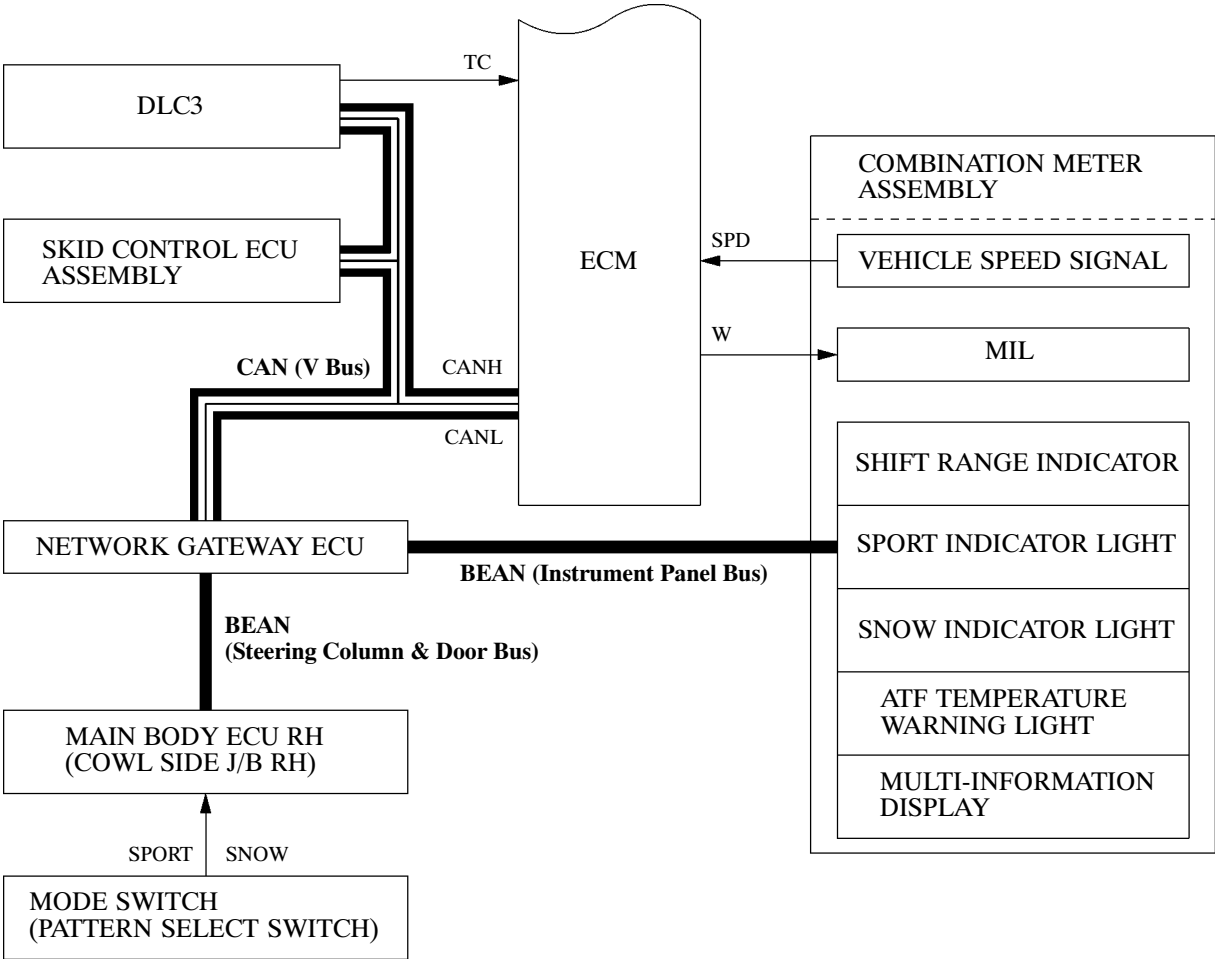 TC
DLC3
COMBINATION METER
ASSEMBLY
SKID CONTROL ECU
ASSEMBLY
ECM
SPD
VEHICLE SPEED SIGNAL
W
MIL
CAN (V Bus)
CANH
CANL
SHIFT RANGE INDICATOR
NETWORK GATEWAY ECU
SPORT INDICATOR LIGHT
BEAN (Instrument Panel Bus)
BEAN
(Steering Column & Door Bus)
SNOW INDICATOR LIGHT
ATF TEMPERATURE
WARNING LIGHT
MAIN BODY ECU RH
(COWL SIDE J/B RH)
MULTI-INFORMATION
DISPLAY
SPORT
SNOW
MODE SWITCH
(PATTERN SELECT SWITCH)